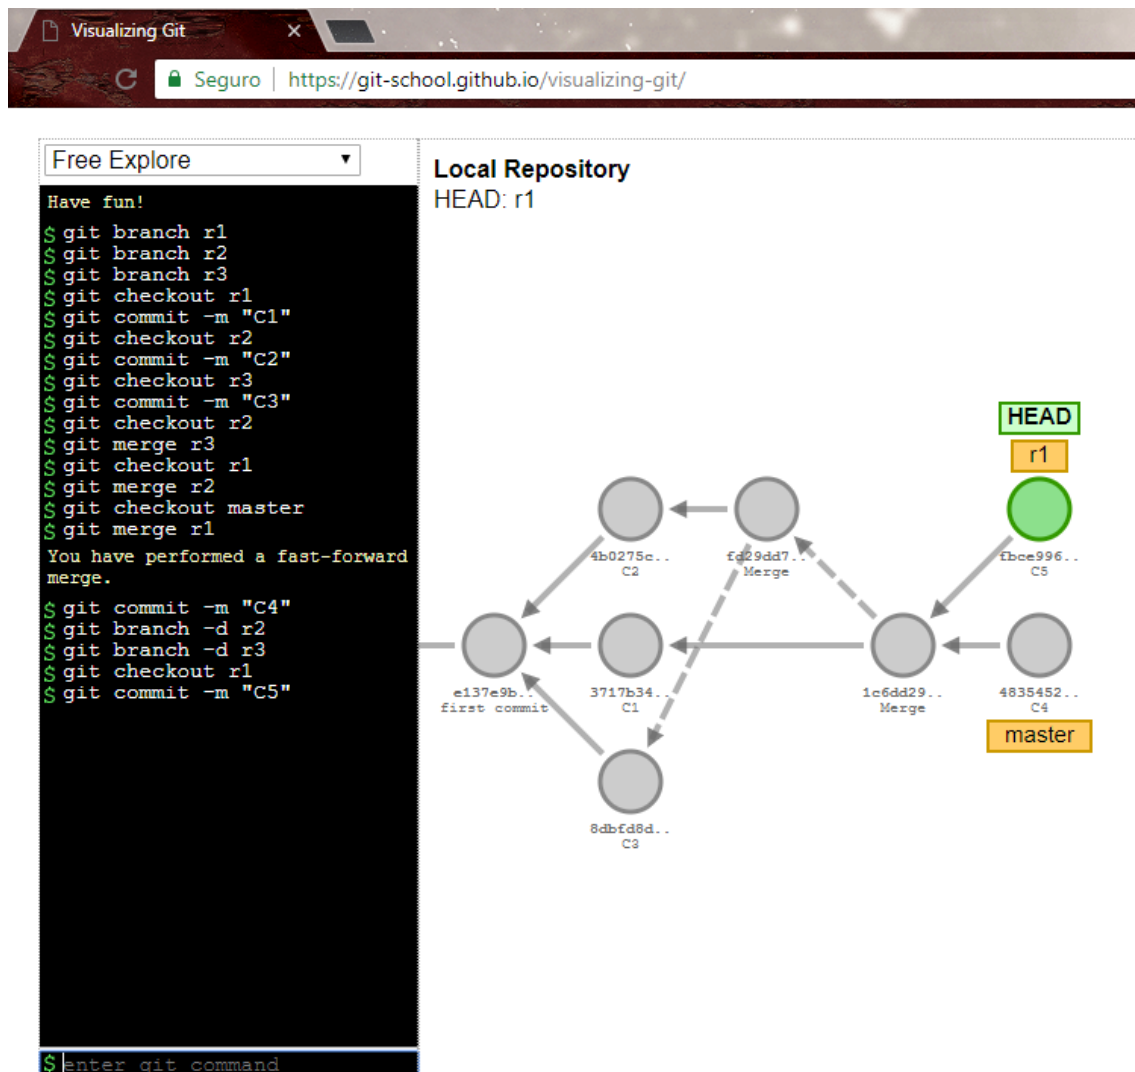 Visualizing Git
Seguro
https://git-school.github.io/visualizing-git/
Free Explore
Have fun!
$ git branch r1
$ git branch r2
$ git branch r3
$ git checkout r1
$ git commit -m "C1"
$ git checkout r2
$ git commit -m "C2"
$ git checkout r3
$ git commit -m "C3"
$ git checkout r2
$ git merge r3
$ git checkout r1
$ git merge r2
$ git checkout master
$ git merge r1
You have performed a fast-forward
merge.
$ git commit -m "C4"
$ git branch -d r2
$ git branch -d r3
$ git checkout r1
$ git commit -m "C5"
$ enter git command
Local Repository
HEAD: r1
HEAD
r1
4b0275c..
C2
fd29dd7..
Merge
fbce996..
C5
e137e9b..
first commit
3717b34..
C1
1c6dd29..
Merge
4835452..
C4
master
8dbfd8d..
C3